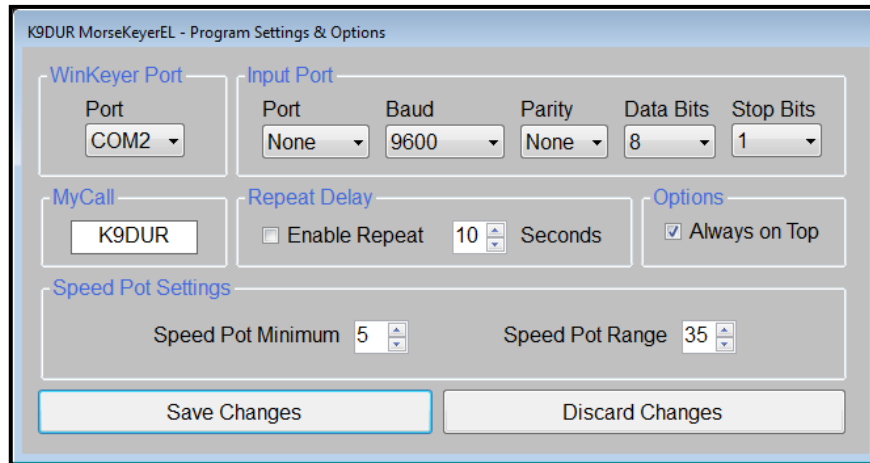 K9DUR MorseKeyerEL - Program Settings & Options
WinKeyer Port
Port
COM2
Input Port
Port Baud Parity Data Bits Stop Bits
None 9600 None 8 1
MyCall
K9DUR
Repeat Delay
Enable Repeat 10 Seconds
Options
Always on Top
Speed Pot Settings
Speed Pot Minimum 5 Speed Pot Range 35
Save Changes Discard Changes